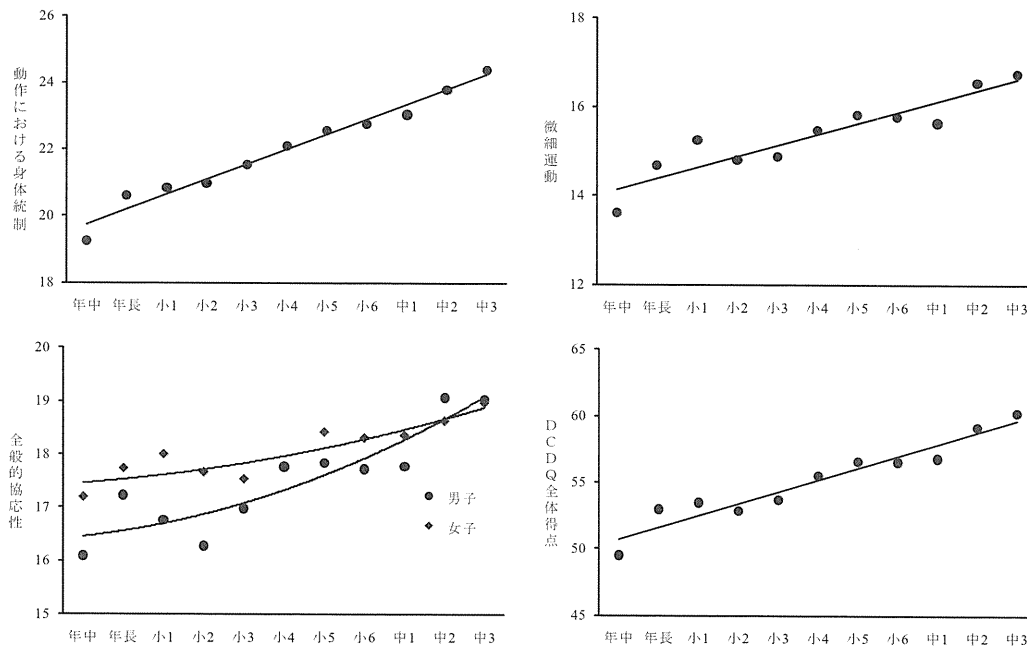 動作における身体統制
26
24
22
20
18
年中 年長 小1 小2 小3 小4 小5 小6 中1 中2 中3
微細運動
18
16
14
12
年中 年長 小1 小2 小3 小4 小5 小6 中1 中2 中3
全般的協応性
20
19
18
17
16
15
男子
女子
年中 年長 小1 小2 小3 小4 小5 小6 中1 中2 中3
DCDQ全体得点
65
60
55
50
45
年中 年長 小1 小2 小3 小4 小5 小6 中1 中2 中3